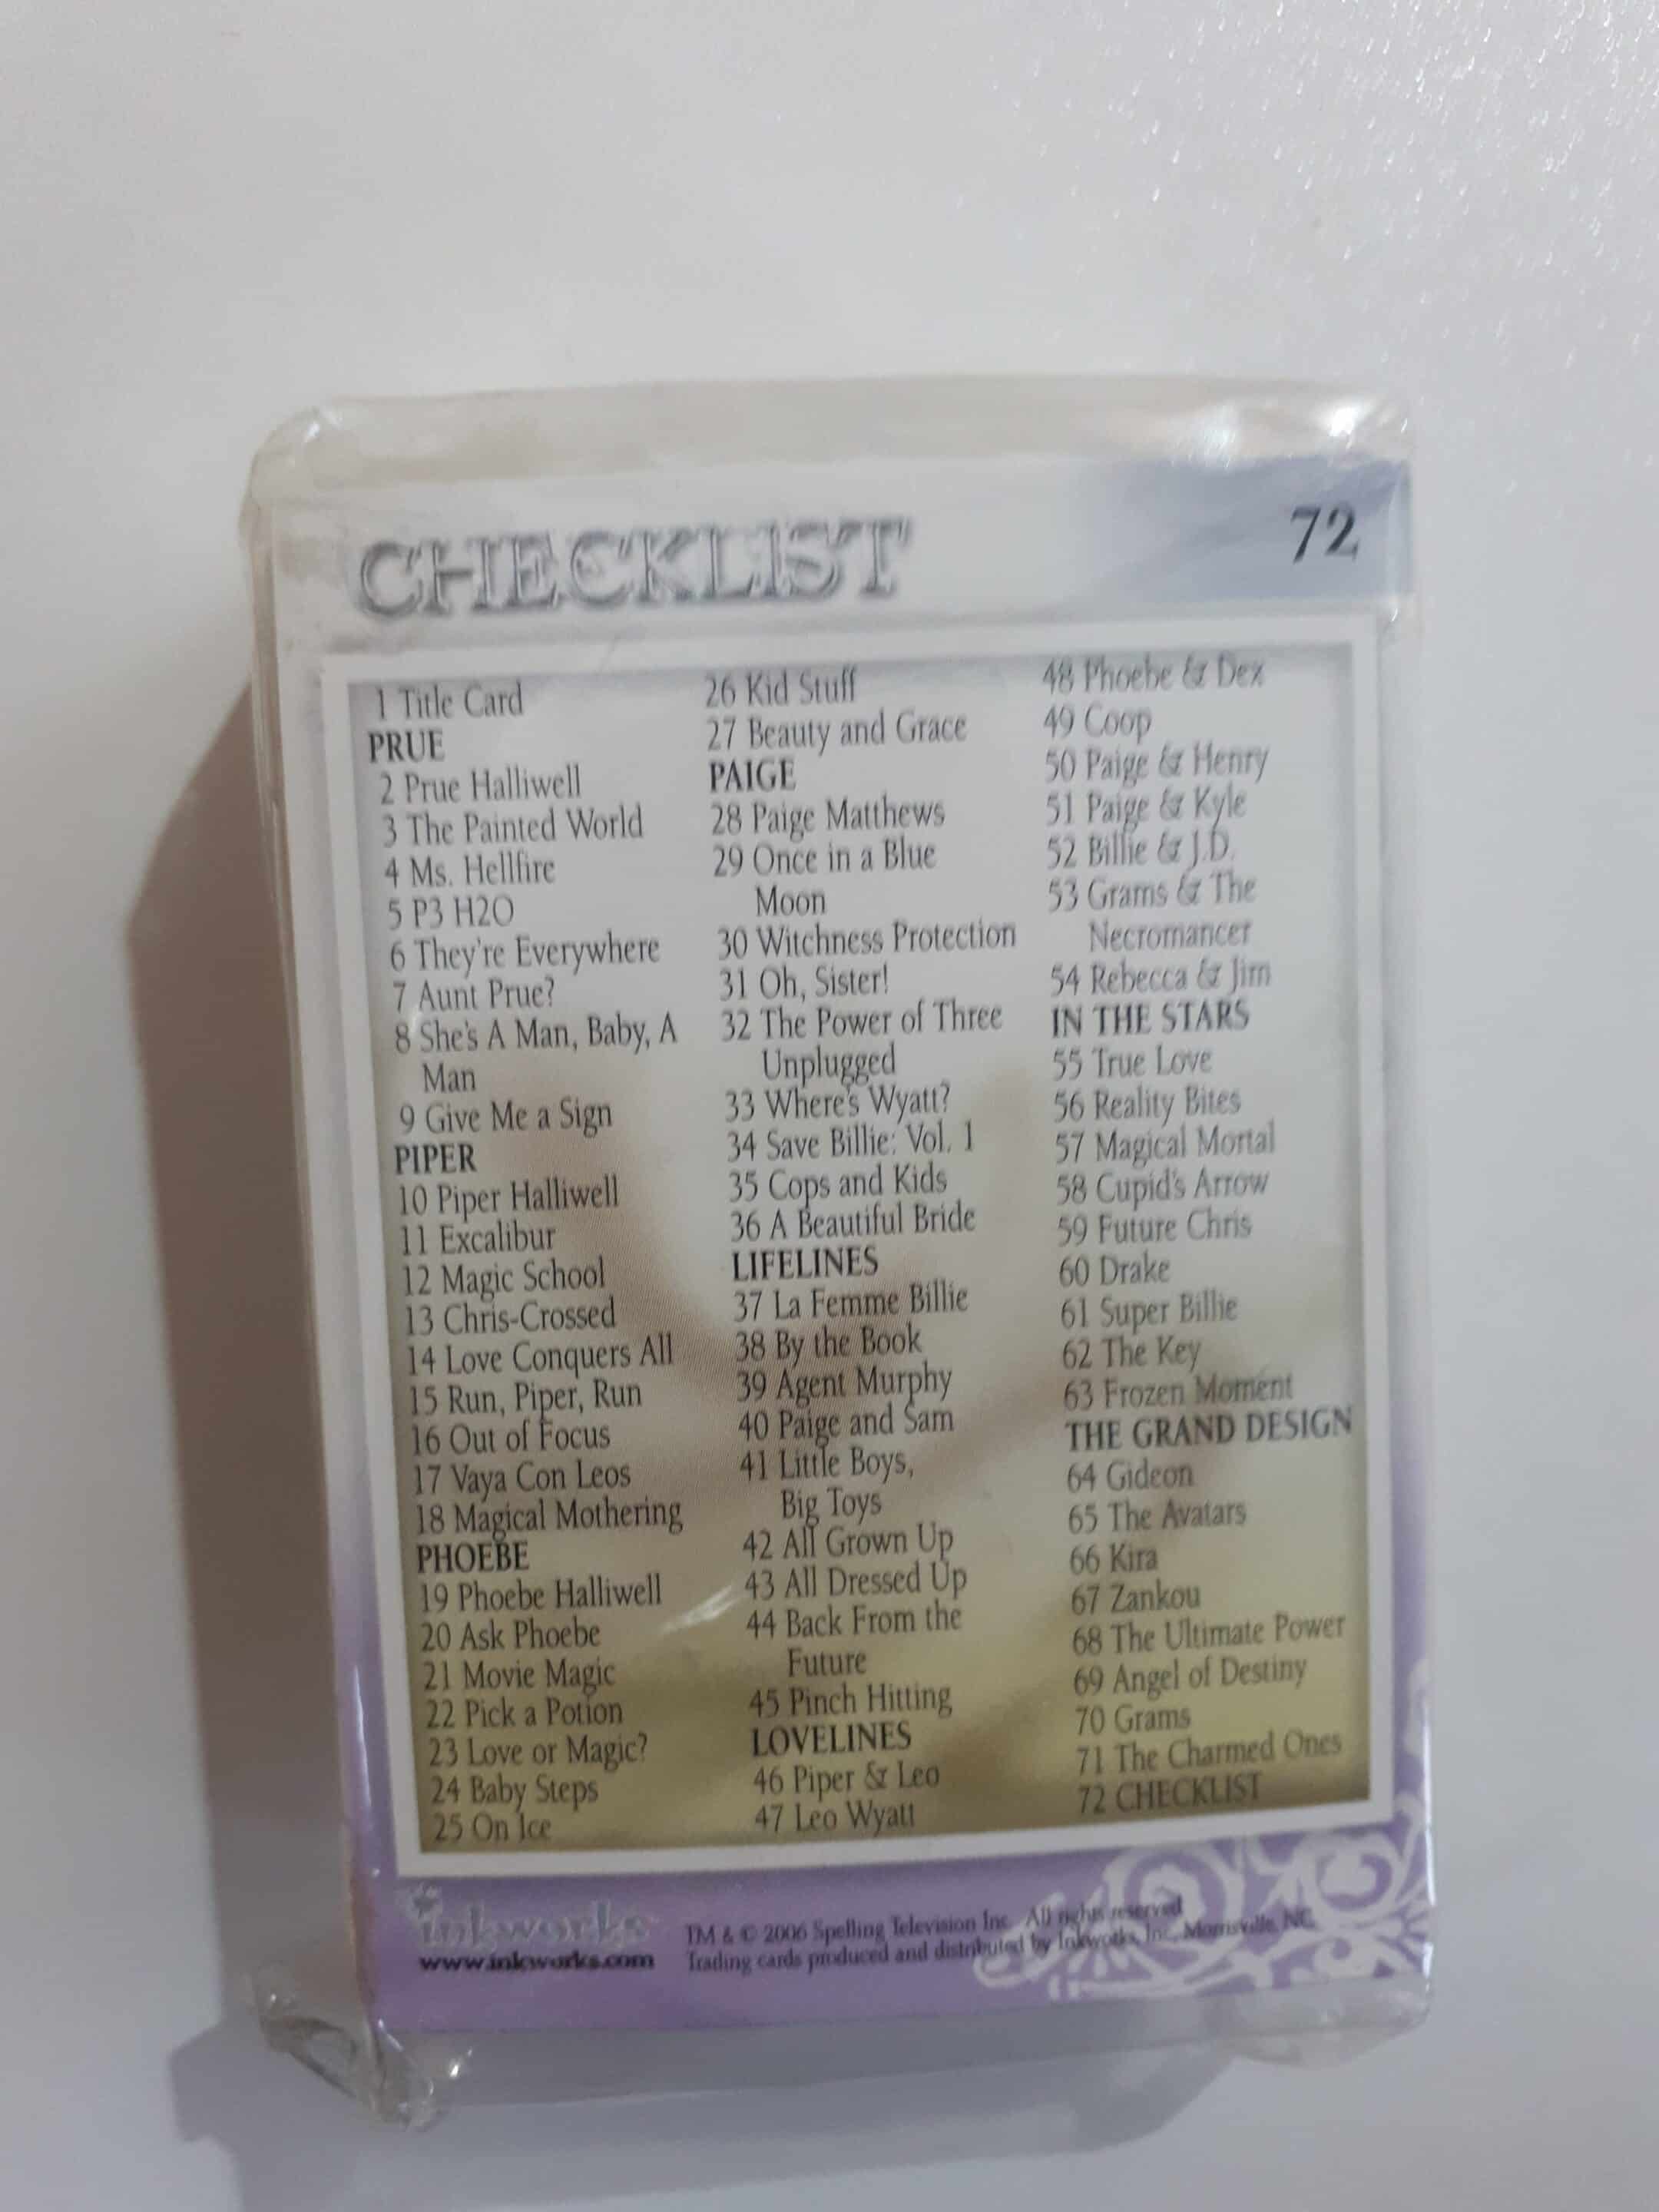 CHECKLIST
72
1 Title Card
PRUE
2 Prue Halliwell
3 The Painted World
4 Ms. Hellfire
5 P3 H2O
6 They're Everywhere
7 Aunt Prue?
8 She's A Man, Baby, A
Man
9 Give Me a Sign
PIPER
10 Piper Halliwell
11 Excalibur
12 Magic School
13 Chris-Crossed
14 Love Conquers All
15 Run, Piper, Run
16 Out of Focus
17 Vaya Con Leos
18 Magical Mothering
PHOEBE
19 Phoebe Halliwell
20 Ask Phoebe
21 Movie Magic
22 Pick a Potion
23 Love or Magic?
24 Baby Steps
25 On Ice
26 Kid Stuff
27 Beauty and Grace
PAIGE
28 Paige Matthews
29 Once in a Blue
Moon
30 Witchness Protection
31 Oh, Sister!
32 The Power of Three
Unplugged
33 Where's Wyatt?
34 Save Billie: Vol. 1
35 Cops and Kids
36 A Beautiful Bride
LIFELINES
37 La Femme Billie
38 By the Book
39 Agent Murphy
40 Paige and Sam
41 Little Boys,
Big Toys
42 All Grown Up
43 All Dressed Up
44 Back From the
Future
45 Pinch Hitting
LOVELINES
46 Piper & Leo
47 Leo Wyatt
48 Phoebe & Dex
49 Coop
50 Paige & Henry
51 Paige & Kyle
52 Billie & J.D.
53 Grams & The
Necromancer
54 Rebecca & Jim
IN THE STARS
55 True Love
56 Reality Bites
57 Magical Mortal
58 Cupid's Arrow
59 Future Chris
60 Drake
61 Super Billie
62 The Key
63 Frozen Moment
THE GRAND DESIGN
64 Gideon
65 The Avatars
66 Kira
67 Zankou
68 The Ultimate Power
69 Angel of Destiny
70 Grams
71 The Charmed Ones
72 CHECKLIST
inkworks
www.inkworks.com
TM & © 2006 Spelling Television Inc. All rights reserved
Trading cards produced and distributed by Inkworks, Inc., Morrisville, NC